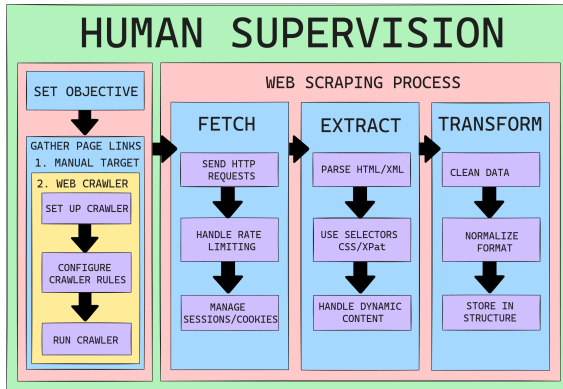 HUMAN SUPERVISION
SET OBJECTIVE
GATHER PAGE LINKS
1. MANUAL TARGET
2. WEB CRAWLER
SET UP CRAWLER
CONFIGURE
CRAWLER RULES
RUN CRAWLER
WEB SCRAPING PROCESS
FETCH
SEND HTTP
REQUESTS
HANDLE RATE
LIMITING
MANAGE
SESSIONS/COOKIES
EXTRACT
PARSE HTML/XML
USE SELECTORS
CSS/XPat
HANDLE DYNAMIC
CONTENT
TRANSFORM
CLEAN DATA
NORMALIZE
FORMAT
STORE IN
STRUCTURE